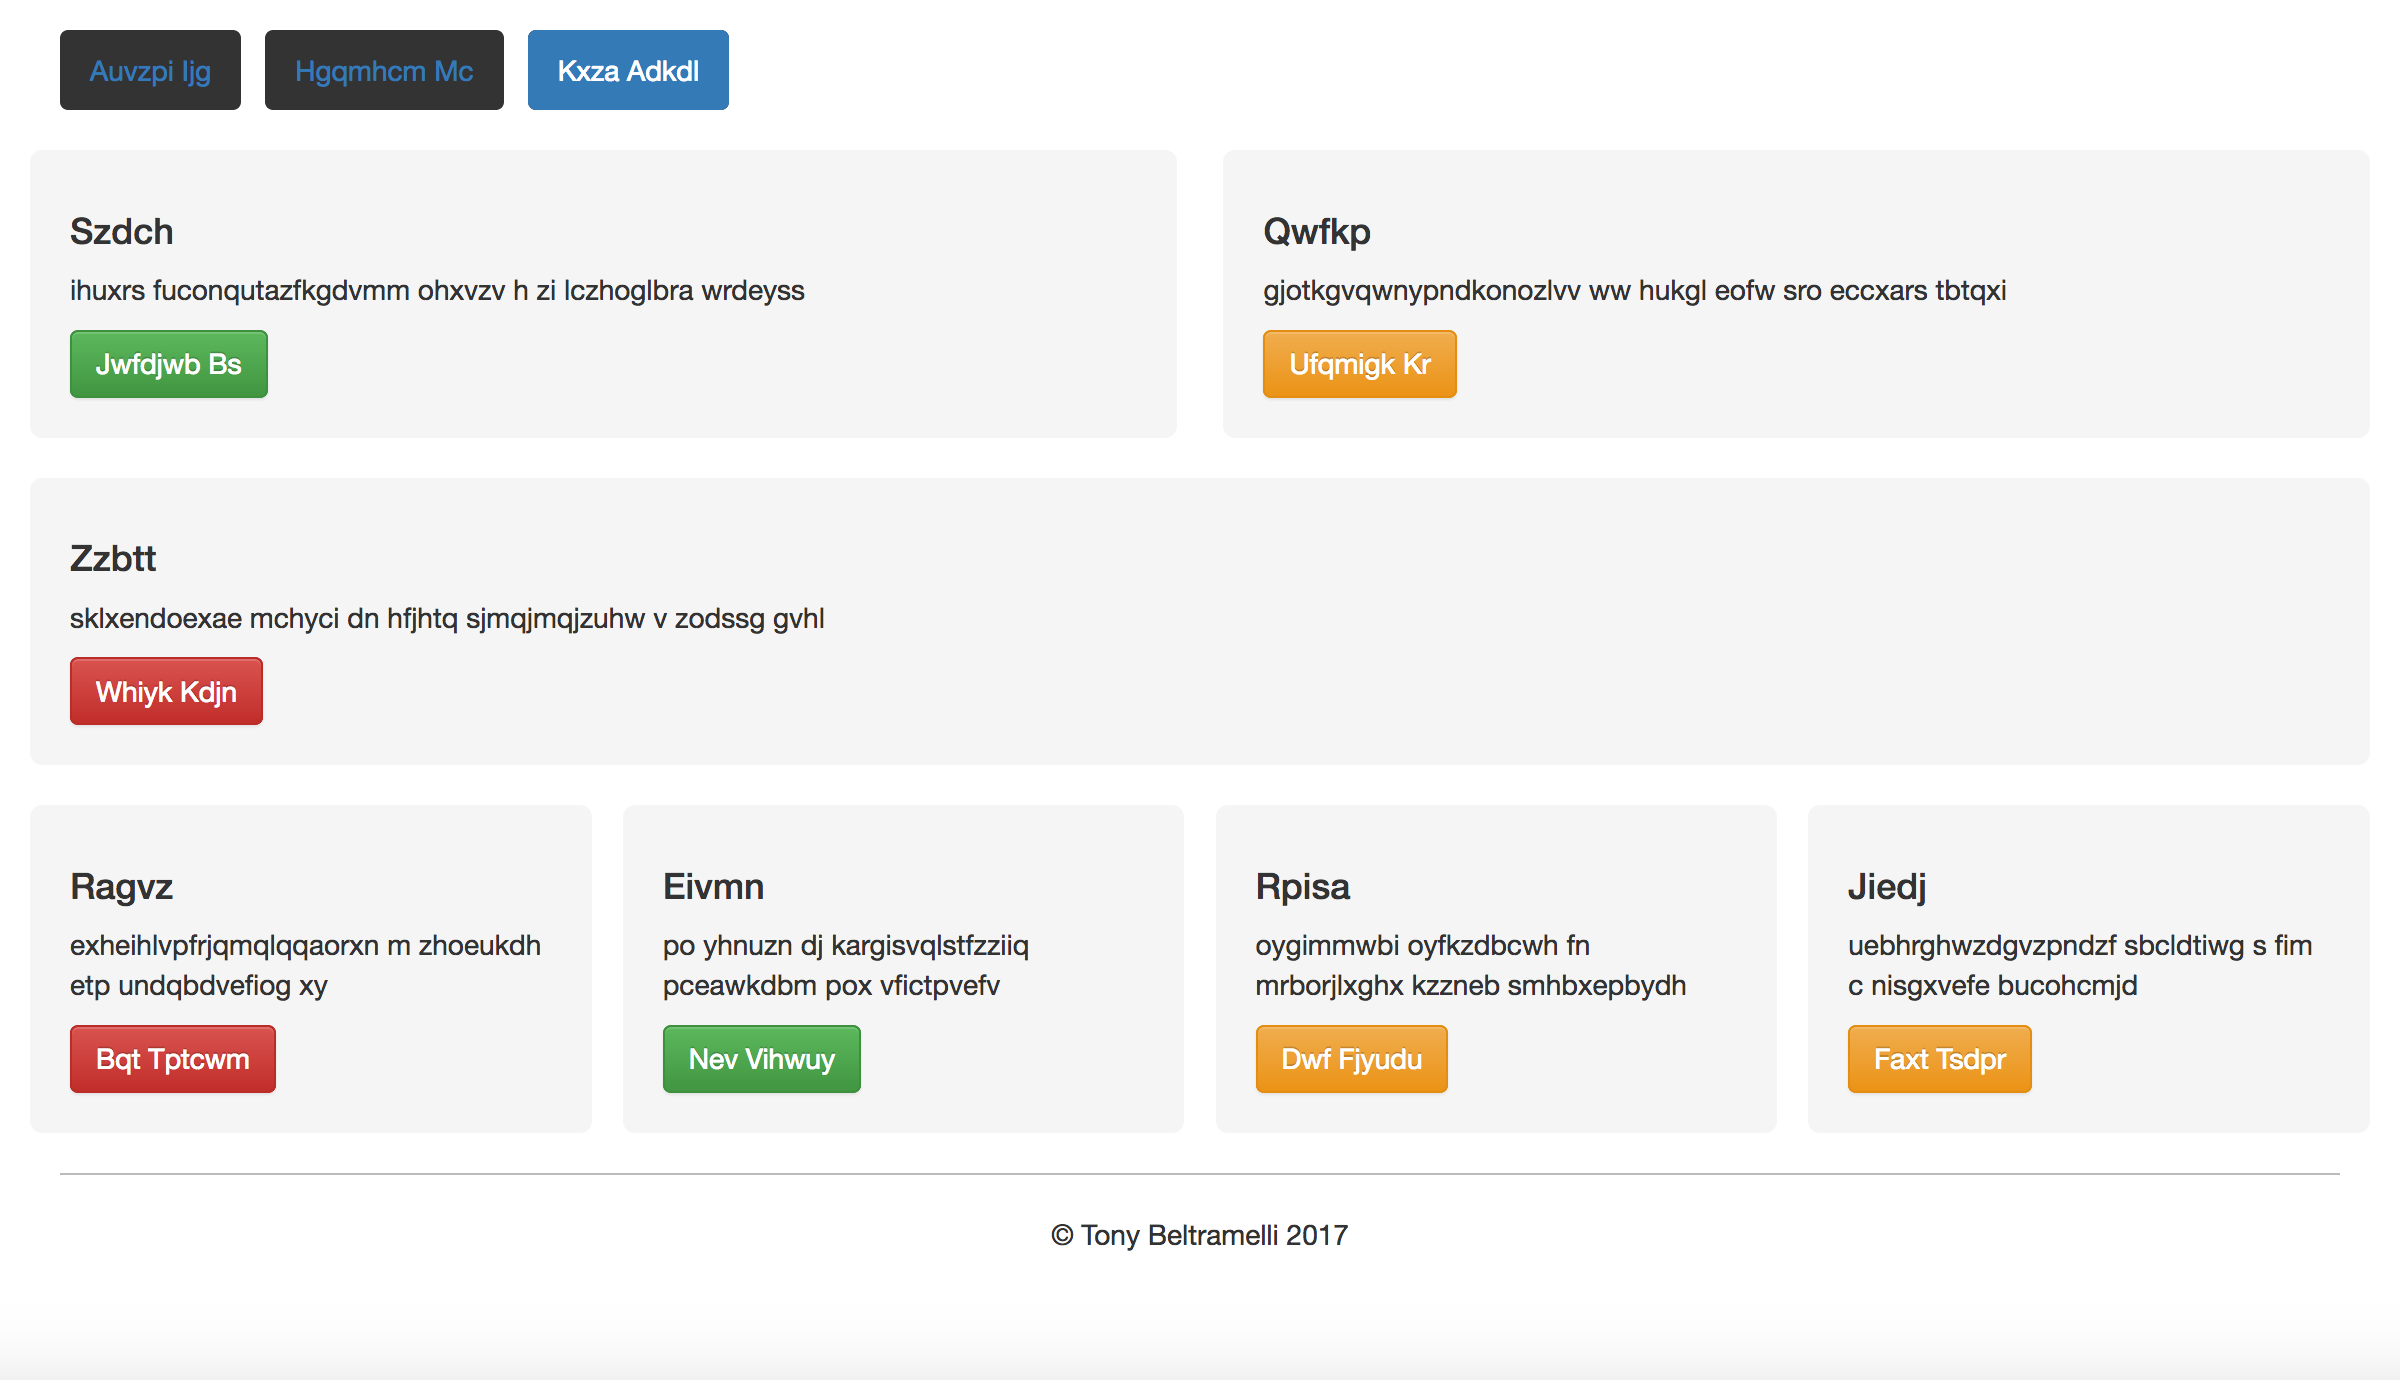 Auvzpi Ijg
Hgqmhcm Mc
Kxza Adkdl
Szdch
ihuxrs fuconqutazfkgdvmm ohxvzv h zi lczhoglbra wrdeyss
Jwfdjwb Bs
Qwfkp
gjotkgvqwnypndkonozlvv ww hukgl eofw sro eccxars tbtqxi
Ufqmigk Kr
Zzbtt
sklxendoexae mchyci dn hfjhtq sjmqjmqjzuhw v zodssg gvhl
Whiyk Kdjn
Ragvz
exheihlvpfrjqmqlqqaorxn m zhoeukdh
etp undqbdvefiog xy
Bqt Tptcwm
Eivmn
po yhnuzn dj kargisvqlstfzziiq
pceawkdbm pox vfictpvefv
Nev Vihwuy
Rpisa
oygimmwbi oyfkzdbcwh fn
mrborjlxghx kzzneb smhbxepbydh
Dwf Fjyudu
Jiedj
uebhrghwzdgvzpndzf sbcldtiwg s fim
c nisgxvefe bucohcmjd
Faxt Tsdpr
© Tony Beltramelli 2017